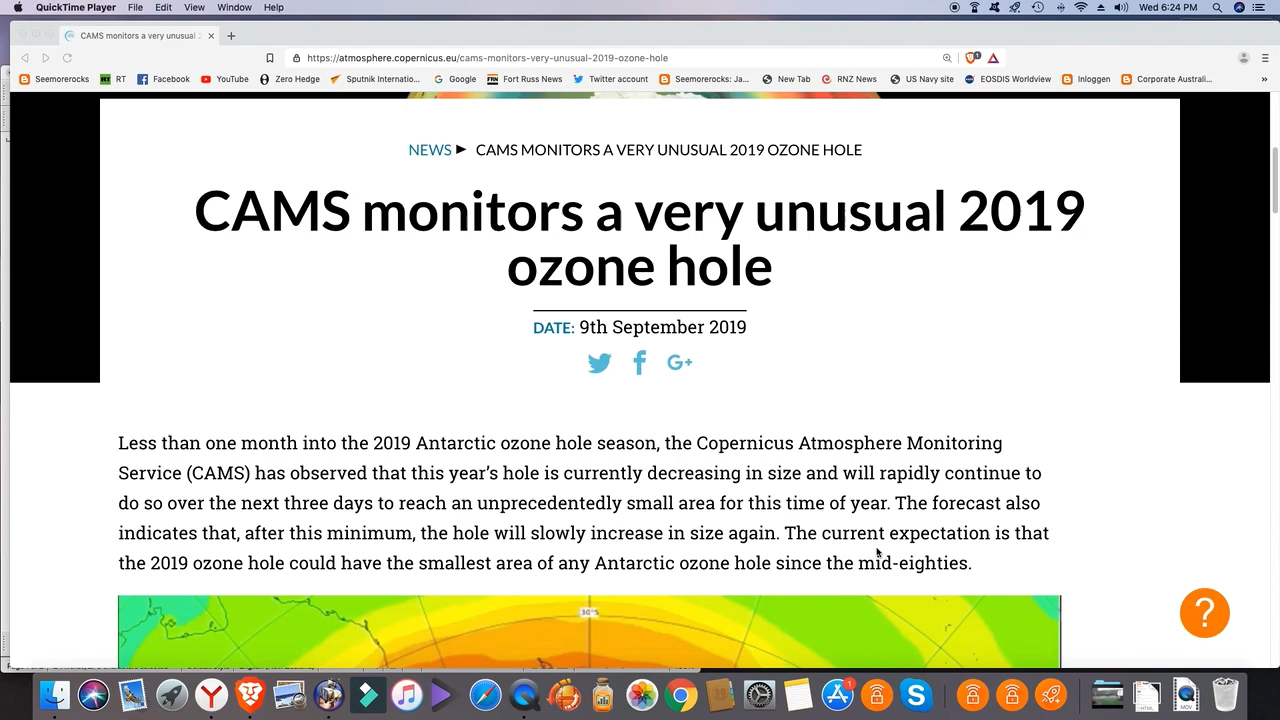 QuickTime Player File Edit View Window Help Wed 6:24 PM
CAMS monitors a very unusual 2
https://atmosphere.copernicus.eu/cams-monitors-very-unusual-2019-ozone-hole
Seemorerocks RT Facebook YouTube Zero Hedge Sputnik Internatio... Google Fort Russ News Twitter account Seemorerocks: Ja... New Tab RNZ News US Navy site EOSDIS Worldview Inloggen Corporate Australi...
NEWS ► CAMS MONITORS A VERY UNUSUAL 2019 OZONE HOLE
CAMS monitors a very unusual 2019
ozone hole
DATE: 9th September 2019
G+
Less than one month into the 2019 Antarctic ozone hole season, the Copernicus Atmosphere Monitoring
Service (CAMS) has observed that this year’s hole is currently decreasing in size and will rapidly continue to
do so over the next three days to reach an unprecedentedly small area for this time of year. The forecast also
indicates that, after this minimum, the hole will slowly increase in size again. The current expectation is that
the 2019 ozone hole could have the smallest area of any Antarctic ozone hole since the mid-eighties.
30°S
?